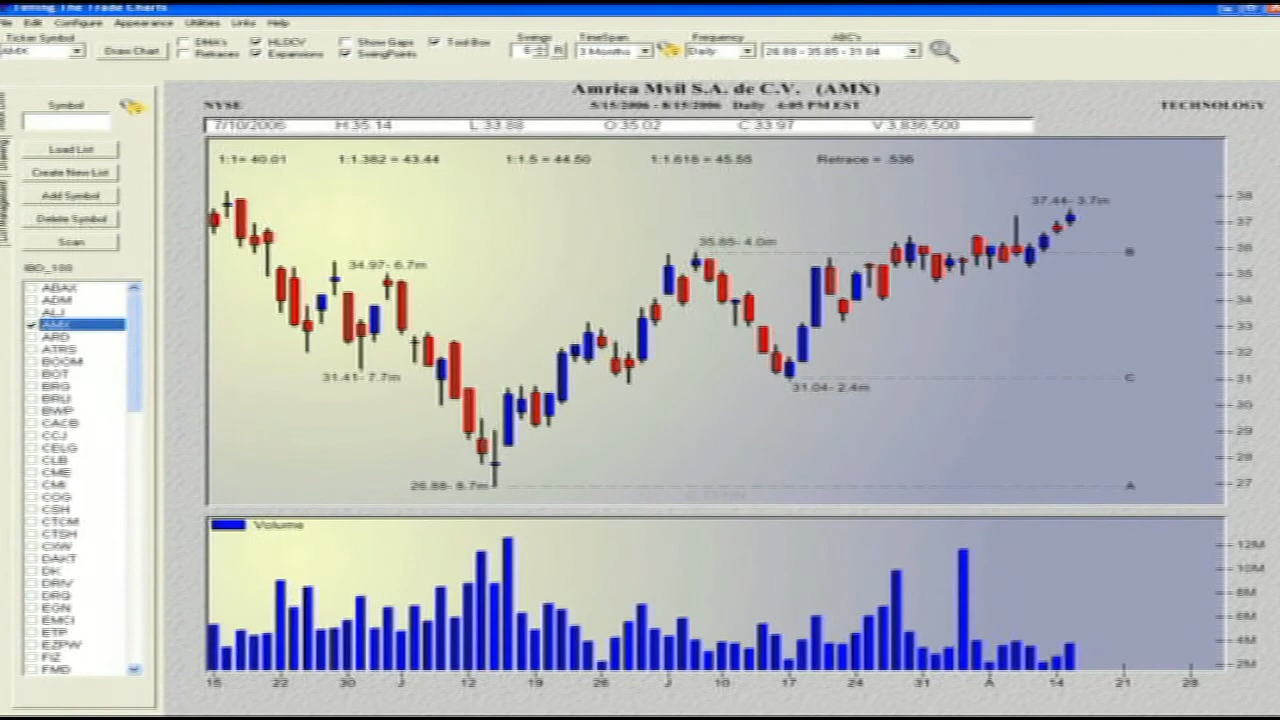 Timing The Trade Charts
File Edit Configure Appearance Utilities Links Help
Ticker Symbol
AMX
Draw Chart
DMA's
HLOCV
Show Gaps
Tool Box
Retraces
Expansions
SwingPoints
Swings
R
TimeSpan
3 Months
Frequency
Daily
ABC's
26.88 - 35.85 - 31.04
Amrica Mvil S.A. de C.V. (AMX)
NYSE
5/15/2006 - 8/15/2006 Daily 4:05 PM EST
TECHNOLOGY
7/10/2006 H 35.14 L 33.88 O 35.02 C 33.97 V 3,836,500
1:1= 40.01 1:1.382 = 43.44 1:1.5 = 44.50 1:1.618 = 45.55 Retrace = .536
Symbol
Load List
Create New List
Add Symbol
Delete Symbol
Scan
IBD_100
ABAX
ADM
ALJ
AMX
ARD
ATRS
BOOM
BOT
BRG
BRU
BWP
CACB
CCJ
CELG
CLB
CME
CMI
COG
CSH
CTCM
CTSH
CXW
DAKT
DK
DRIV
DRQ
EGN
EMCI
ETP
EZPW
FIZ
FMD
37.44- 3.7m
35.85- 4.0m
34.97- 6.7m
31.41- 7.7m
31.04- 2.4m
26.88- 8.7m
B
C
A
38
37
36
35
34
33
32
31
30
29
28
27
Volume
12M
10M
8M
6M
4M
2M
15 22 30 J 12 19 26 J 10 17 24 31 A 14 21 28